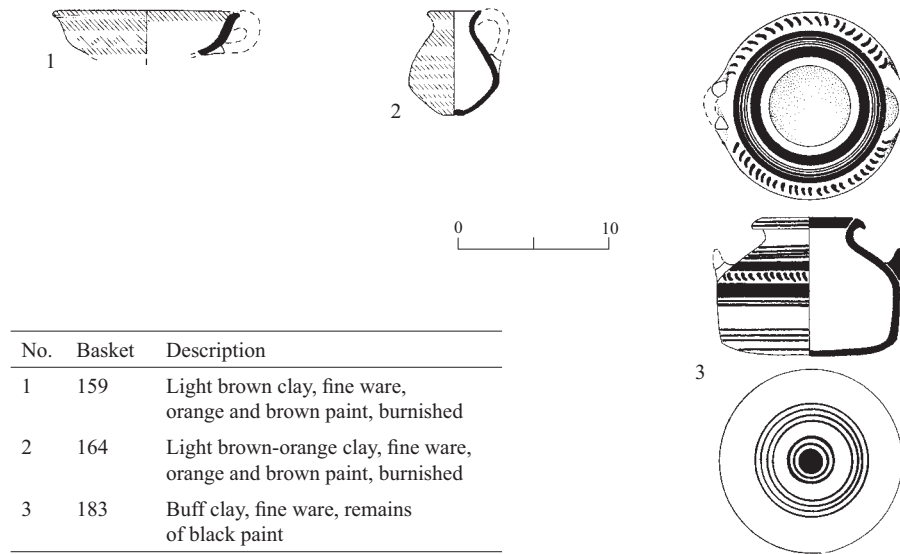 1
2
0 10
3
No. Basket Description
1 159 Light brown clay, fine ware,
orange and brown paint, burnished
2 164 Light brown-orange clay, fine ware,
orange and brown paint, burnished
3 183 Buff clay, fine ware, remains
of black paint